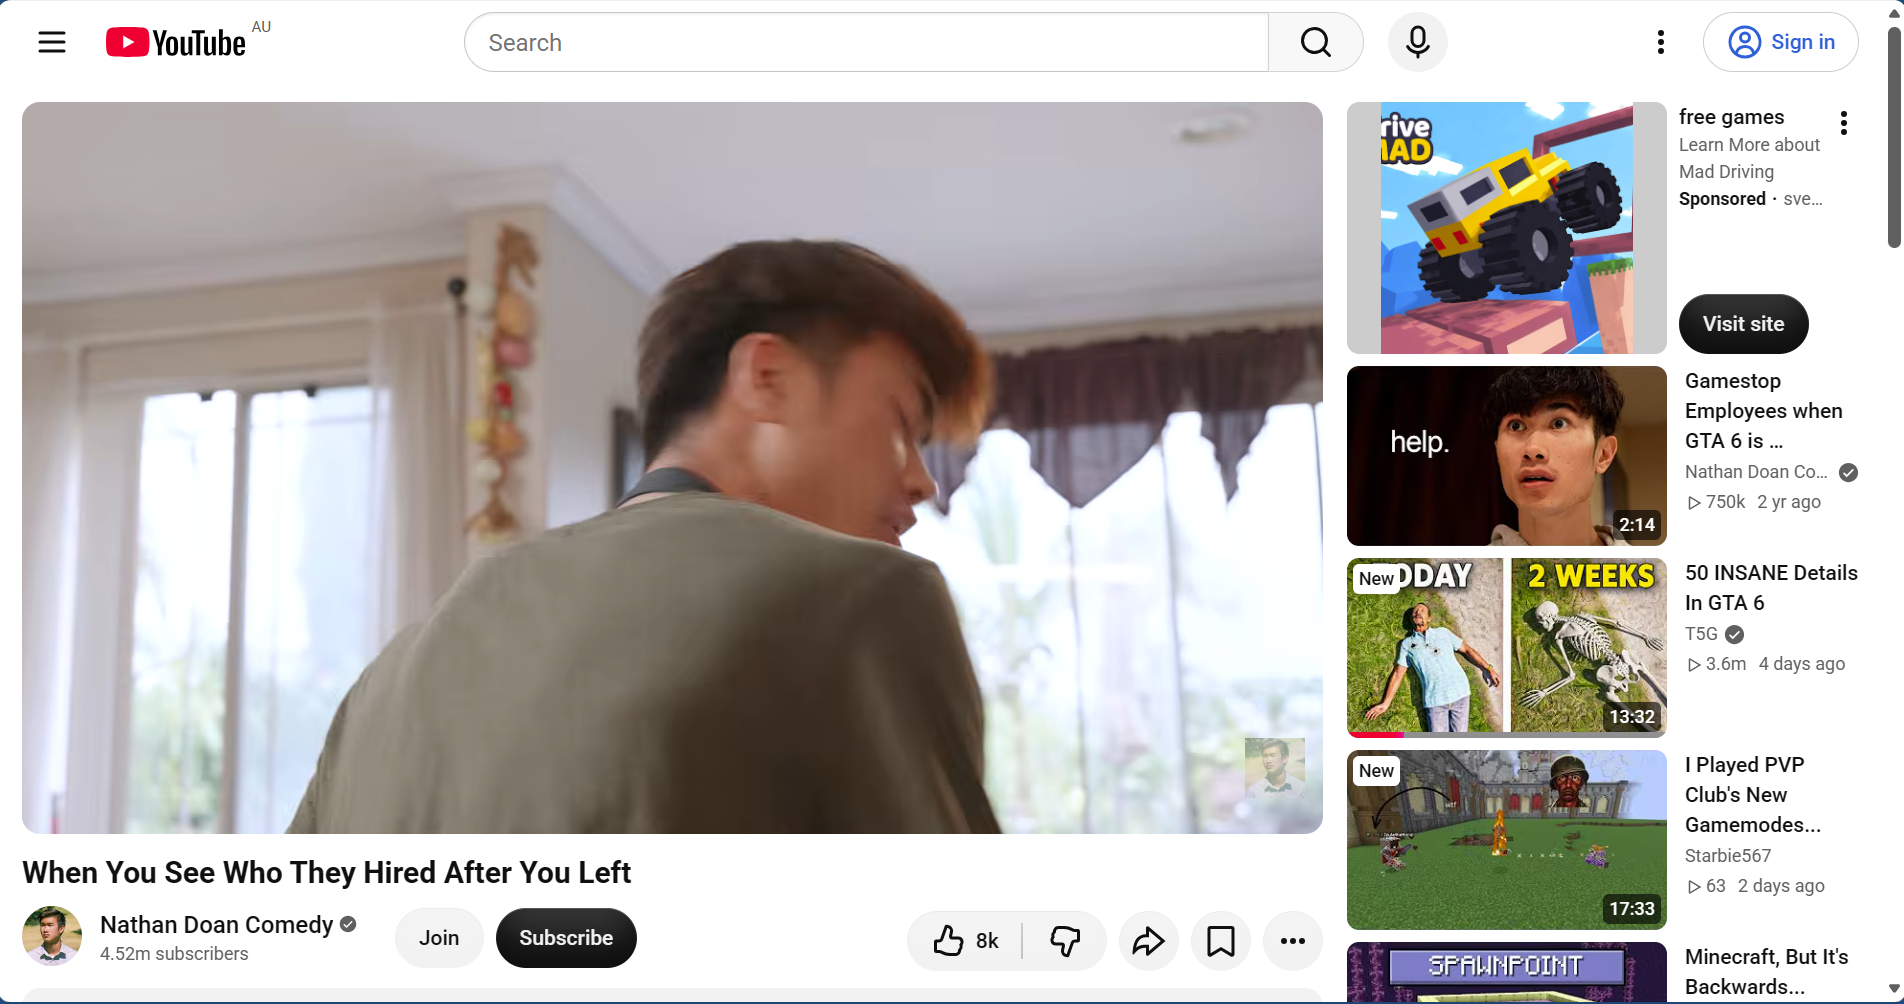 YouTube
AU
Search
Sign in
When You See Who They Hired After You Left
Nathan Doan Comedy
4.52m subscribers
Join
Subscribe
8k
rive
free games
Learn More about
Mad Driving
Sponsored · sve...
Visit site
help.
2:14
Gamestop
Employees when
GTA 6 is ...
Nathan Doan Co...
750k 2 yr ago
New
ODAY
2 WEEKS
13:32
50 INSANE Details
In GTA 6
T5G
3.6m 4 days ago
New
wtf
17:33
I Played PVP
Club's New
Gamemodes...
Starbie567
63 2 days ago
SPAWNPOINT
Minecraft, But It's
Backwards...